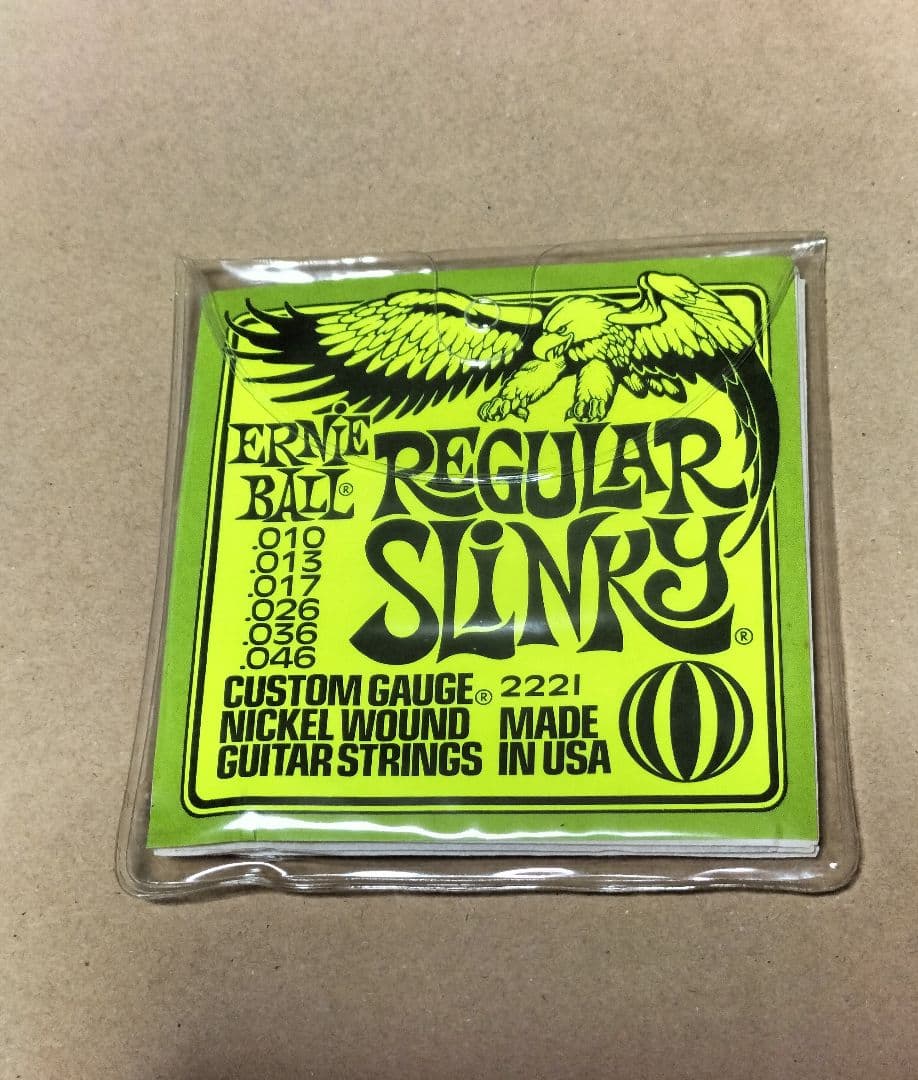 ERNIE
BALL®
REGULAR
SLINKY®
.010
.013
.017
.026
.036
.046
CUSTOM GAUGE® 2221
NICKEL WOUND
GUITAR STRINGS
MADE
IN USA